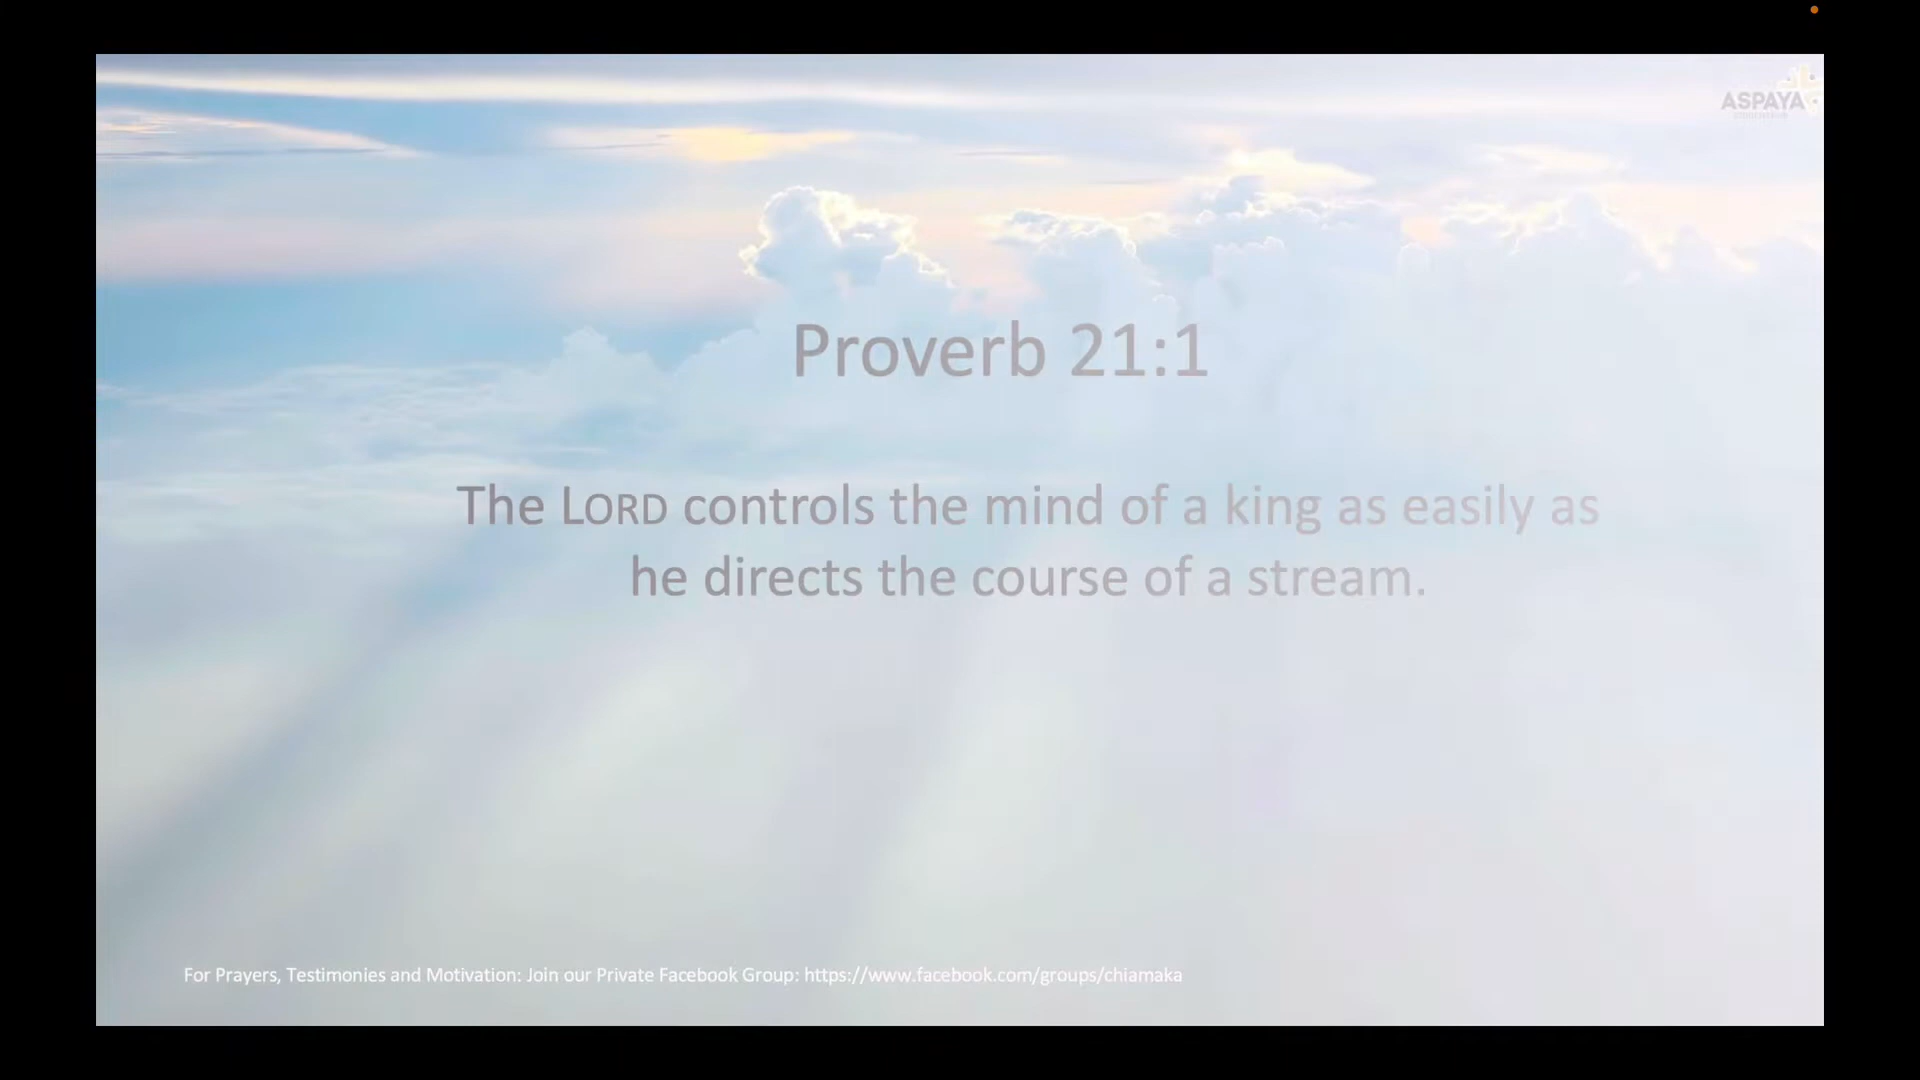 ASPAYA
Proverb 21:1
The LORD controls the mind of a king as easily as
he directs the course of a stream.
For Prayers, Testimonies and Motivation: Join our Private Facebook Group: https://www.facebook.com/groups/chiamaka